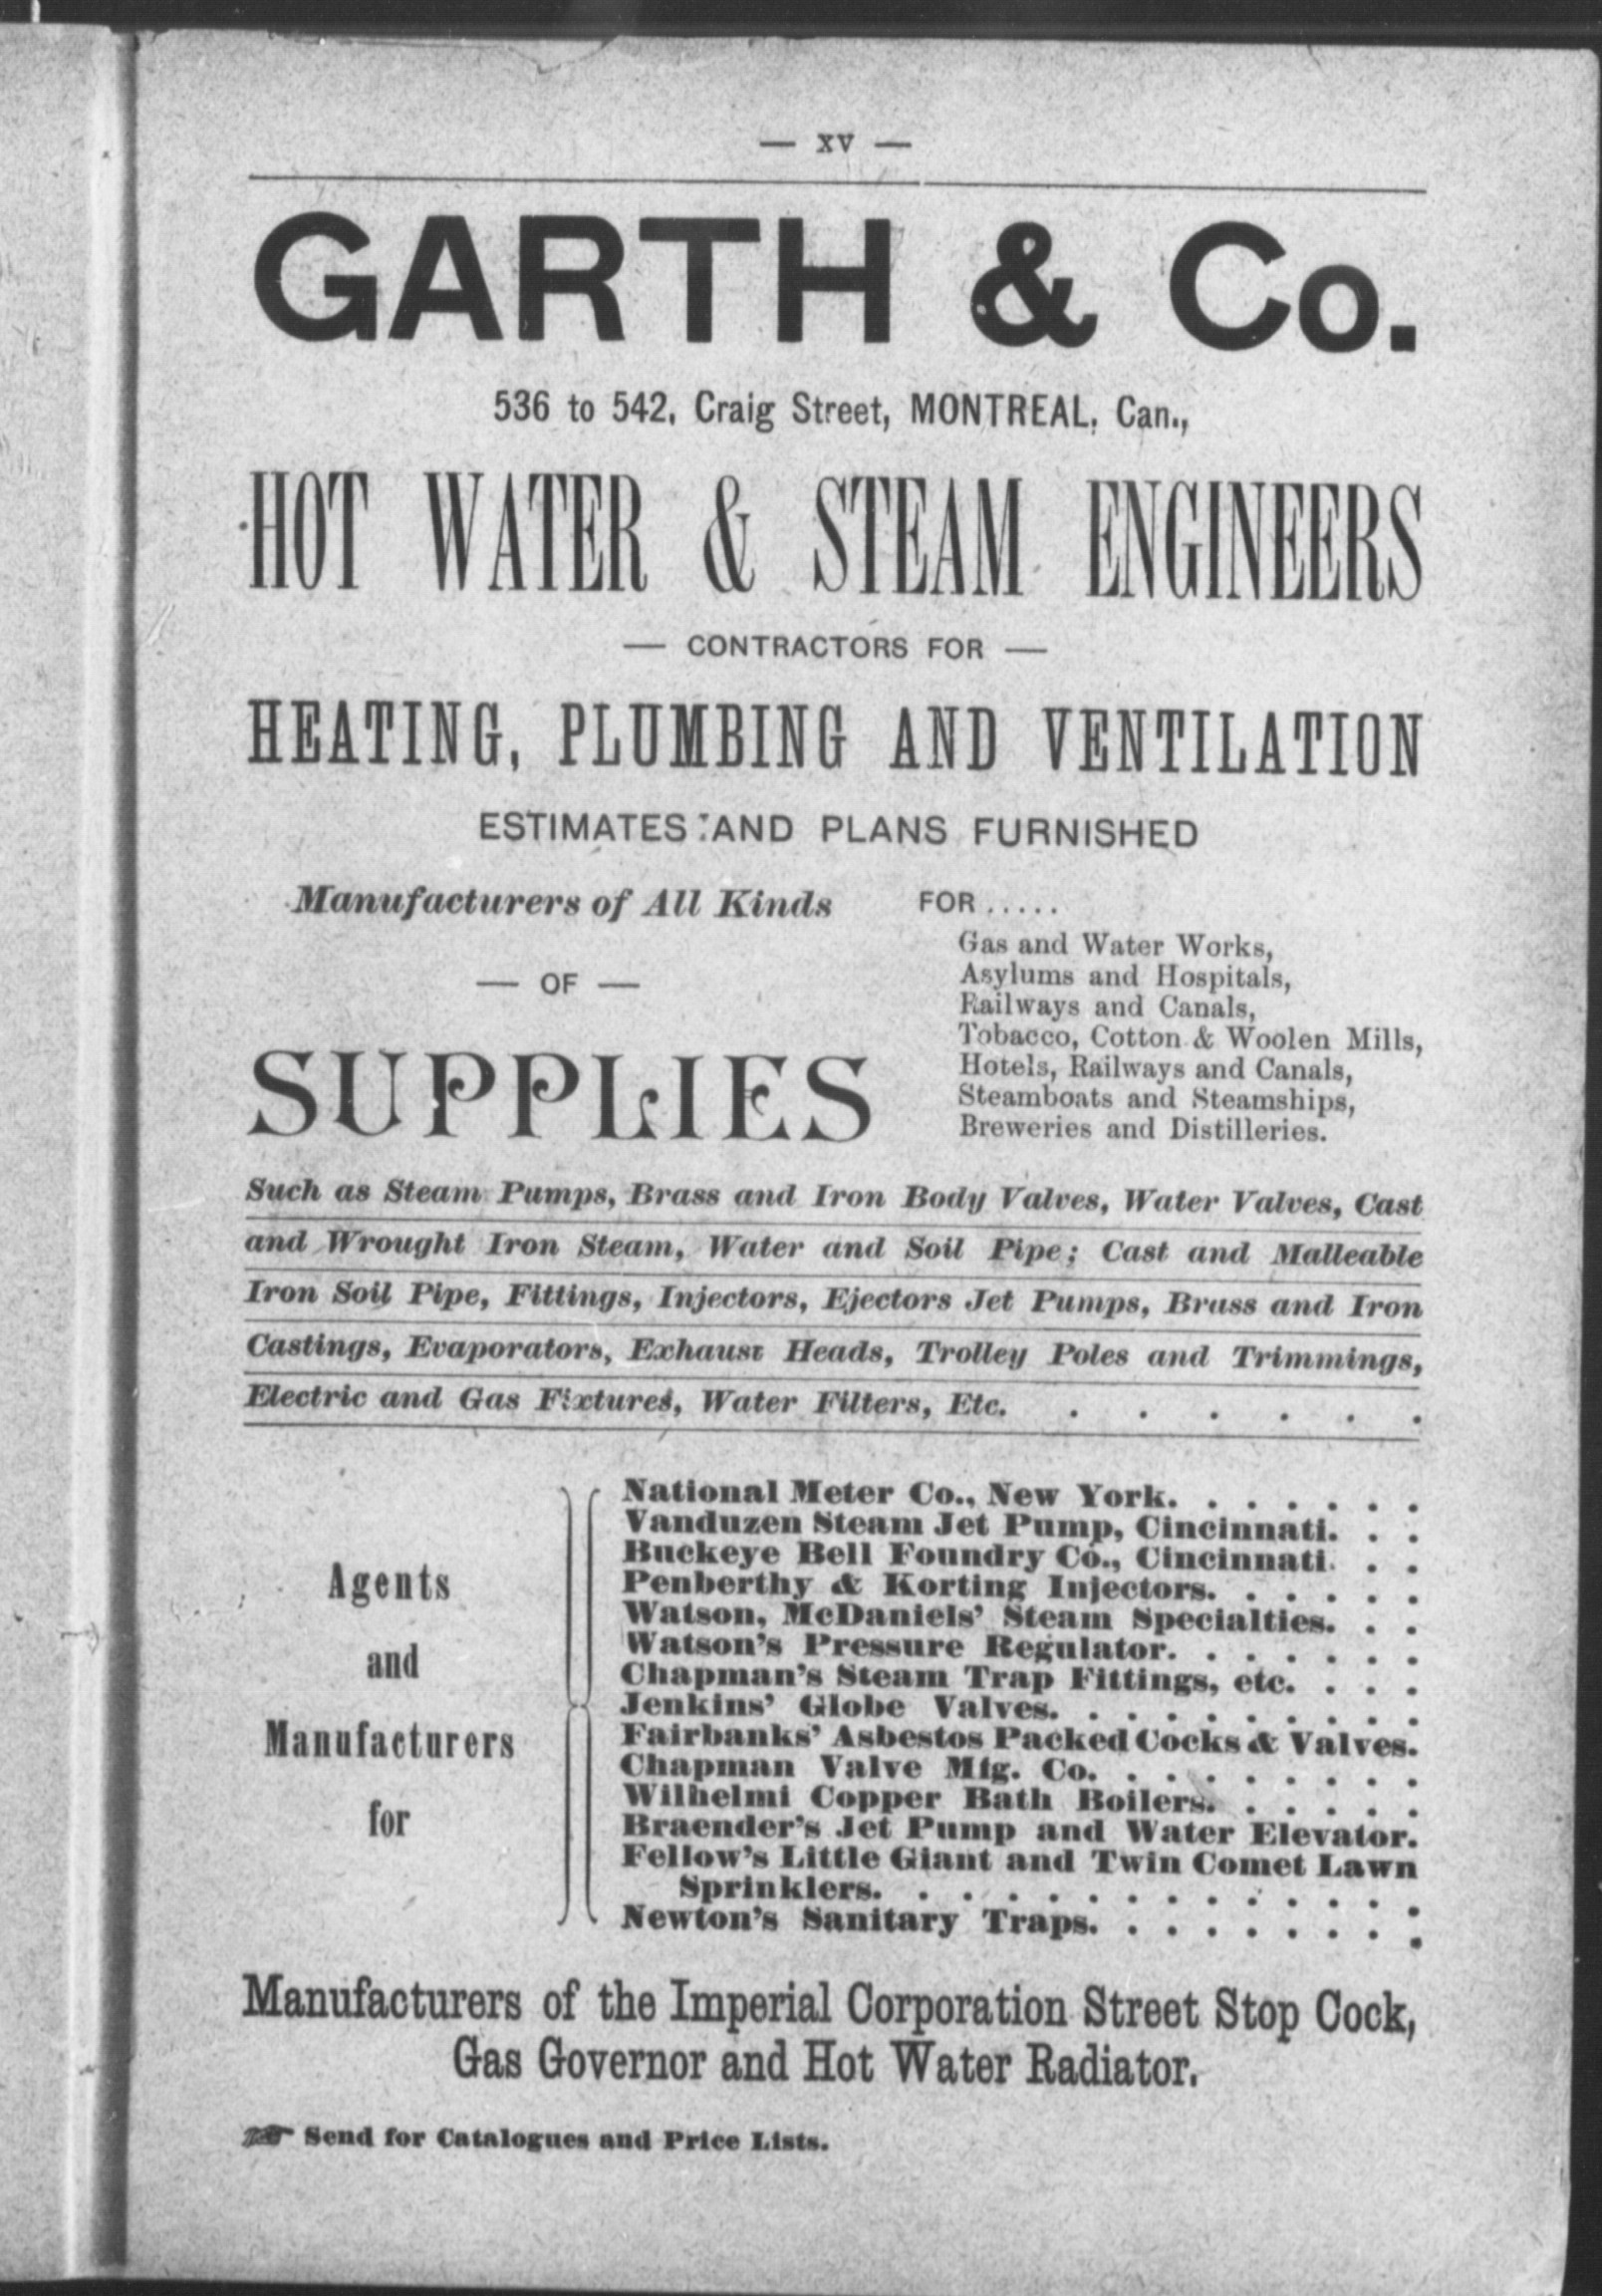 — XV —
GARTH & Co.
536 to 542, Craig Street, MONTREAL, Can.,
HOT WATER & STEAM ENGINEERS
— CONTRACTORS FOR —
HEATING, PLUMBING AND VENTILATION
ESTIMATES AND PLANS FURNISHED
Manufacturers of All Kinds
— OF —
SUPPLIES
FOR.....
Gas and Water Works,
Asylums and Hospitals,
Railways and Canals,
Tobacco, Cotton & Woolen Mills,
Hotels, Railways and Canals,
Steamboats and Steamships,
Breweries and Distilleries.
Such as Steam Pumps, Brass and Iron Body Valves, Water Valves, Cast
and Wrought Iron Steam, Water and Soil Pipe; Cast and Malleable
Iron Soil Pipe, Fittings, Injectors, Ejectors Jet Pumps, Brass and Iron
Castings, Evaporators, Exhaust Heads, Trolley Poles and Trimmings,
Electric and Gas Fixtures, Water Filters, Etc. . . . . . .
Agents
and
Manufacturers
for
National Meter Co., New York. . . . . . .
Vanduzen Steam Jet Pump, Cincinnati. . .
Buckeye Bell Foundry Co., Cincinnati. . .
Penberthy & Korting Injectors. . . . . .
Watson, McDaniels' Steam Specialties. . .
Watson's Pressure Regulator. . . . . . .
Chapman's Steam Trap Fittings, etc. . . .
Jenkins' Globe Valves. . . . . . . . . .
Fairbanks' Asbestos Packed Cocks & Valves.
Chapman Valve Mfg. Co. . . . . . . . .
Wilhelmi Copper Bath Boilers. . . . . .
Braender's Jet Pump and Water Elevator.
Fellow's Little Giant and Twin Comet Lawn
Sprinklers. . . . . . . . . . . . . .
Newton's Sanitary Traps. . . . . . . . .
Manufacturers of the Imperial Corporation Street Stop Cock,
Gas Governor and Hot Water Radiator.
☞ Send for Catalogues and Price Lists.